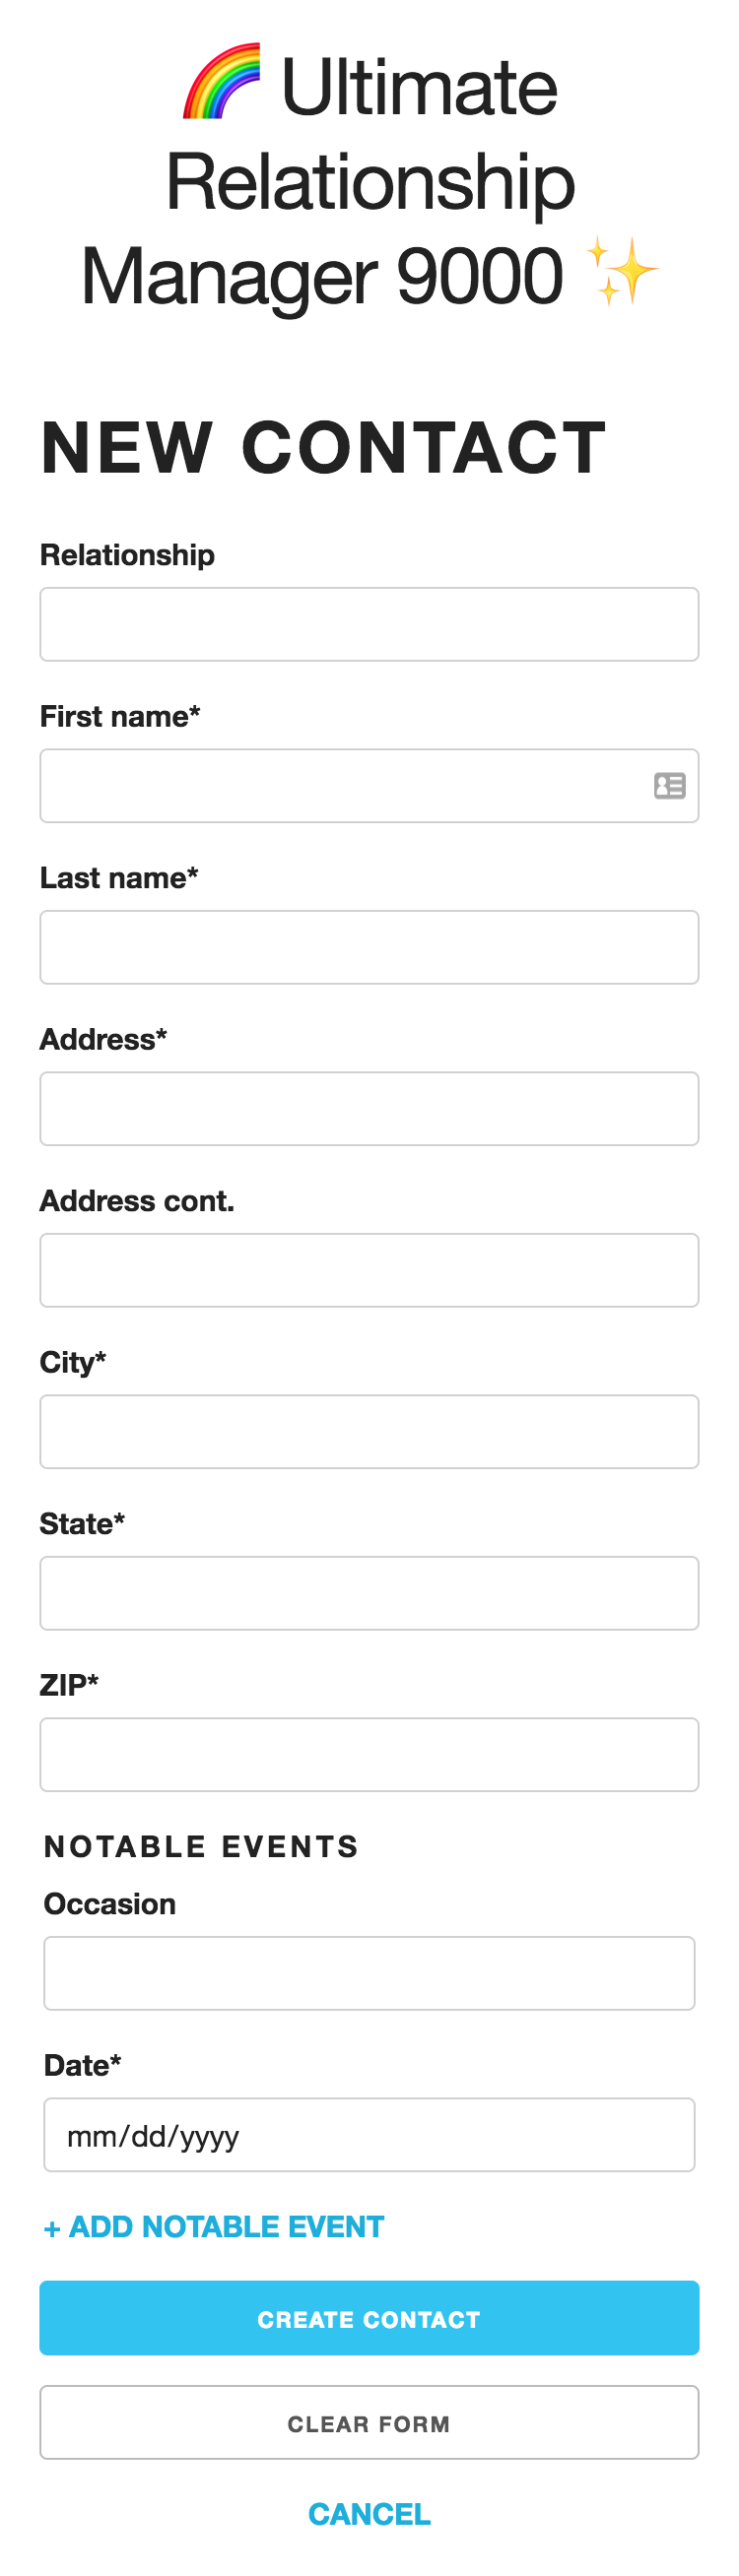 🌈 Ultimate
Relationship
Manager 9000 ✨
NEW CONTACT
Relationship
First name*
Last name*
Address*
Address cont.
City*
State*
ZIP*
NOTABLE EVENTS
Occasion
Date*
mm/dd/yyyy
+ ADD NOTABLE EVENT
CREATE CONTACT
CLEAR FORM
CANCEL